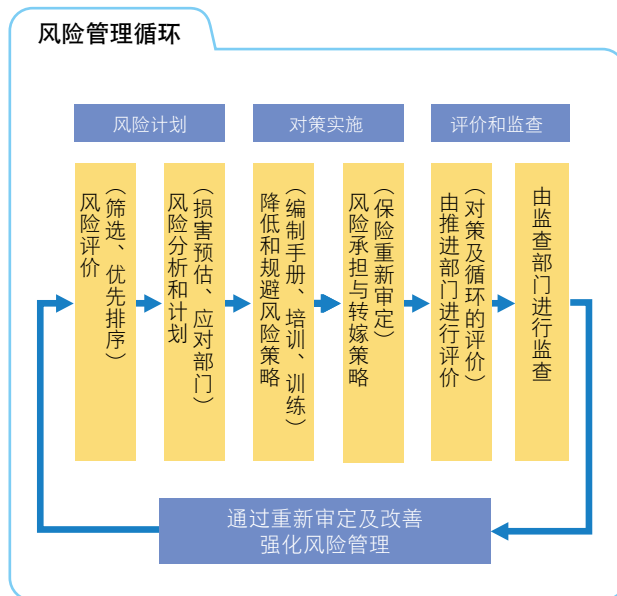 风险管理循环
风险计划
对策实施
评价和监查
风险评价
（筛选、优先排序）
风险分析和计划
（损害预估、应对部门）
降低和规避风险策略
（编制手册、培训、训练）
风险承担与转嫁策略
（保险重新审定）
由推进部门进行评价
（对策及循环的评价）
由监查部门进行监查
通过重新审定及改善
强化风险管理